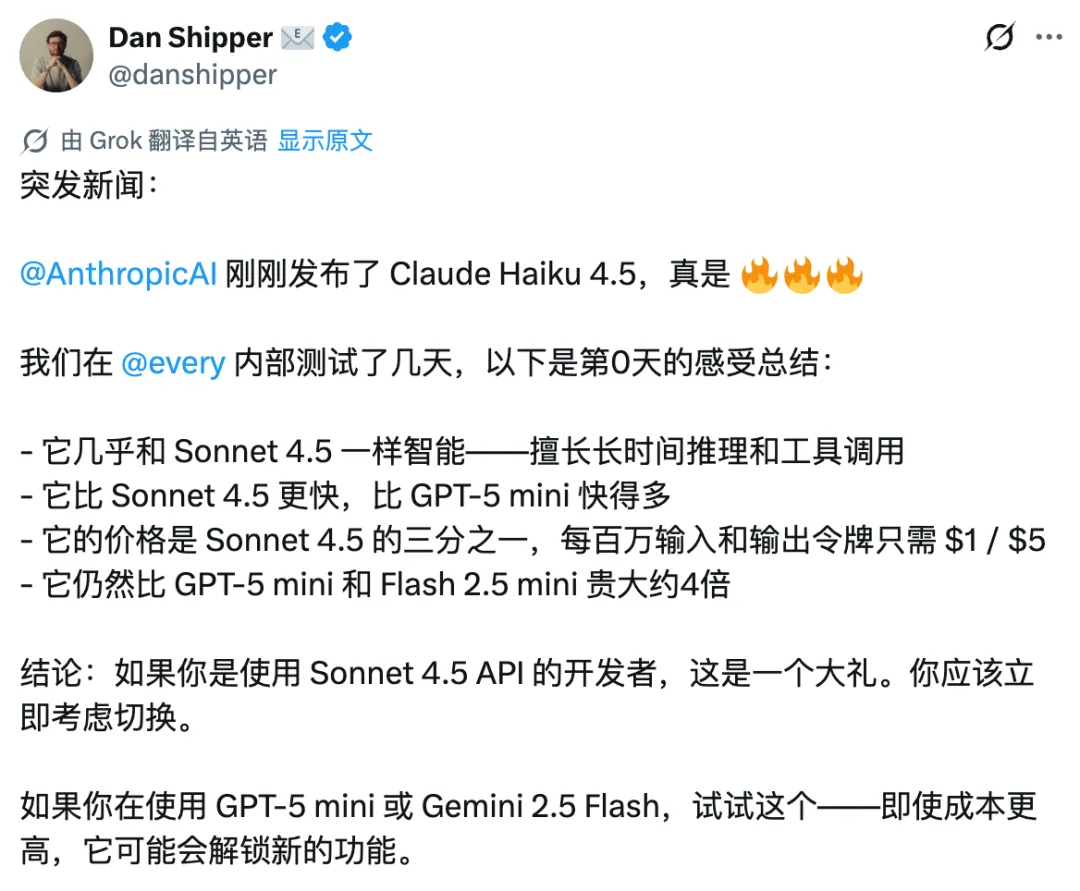 Dan Shipper
@danshipper
由 Grok 翻译自英语 显示原文
突发新闻：
@AnthropicAI 刚刚发布了 Claude Haiku 4.5，真是 🔥🔥🔥
我们在 @every 内部测试了几天，以下是第0天的感受总结：
- 它几乎和 Sonnet 4.5 一样智能——擅长长时间推理和工具调用
- 它比 Sonnet 4.5 更快，比 GPT-5 mini 快得多
- 它的价格是 Sonnet 4.5 的三分之一，每百万输入和输出令牌只需 $1 / $5
- 它仍然比 GPT-5 mini 和 Flash 2.5 mini 贵大约4倍
结论：如果你是使用 Sonnet 4.5 API 的开发者，这是一个大礼。你应该立
即考虑切换。
如果你在使用 GPT-5 mini 或 Gemini 2.5 Flash，试试这个——即使成本更
高，它可能会解锁新的功能。